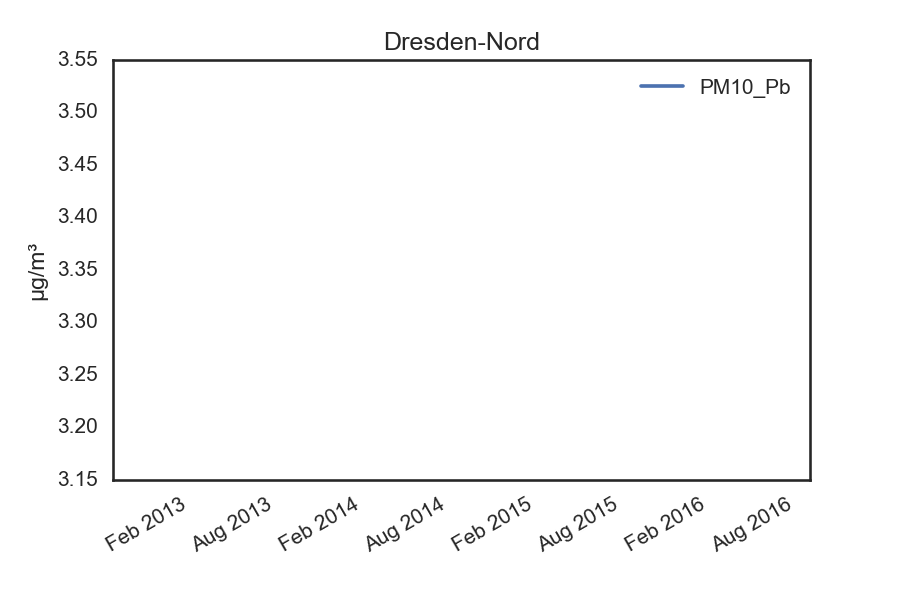 Dresden-Nord
PM10_Pb
µg/m³
3.55
3.50
3.45
3.40
3.35
3.30
3.25
3.20
3.15
Feb 2013
Aug 2013
Feb 2014
Aug 2014
Feb 2015
Aug 2015
Feb 2016
Aug 2016